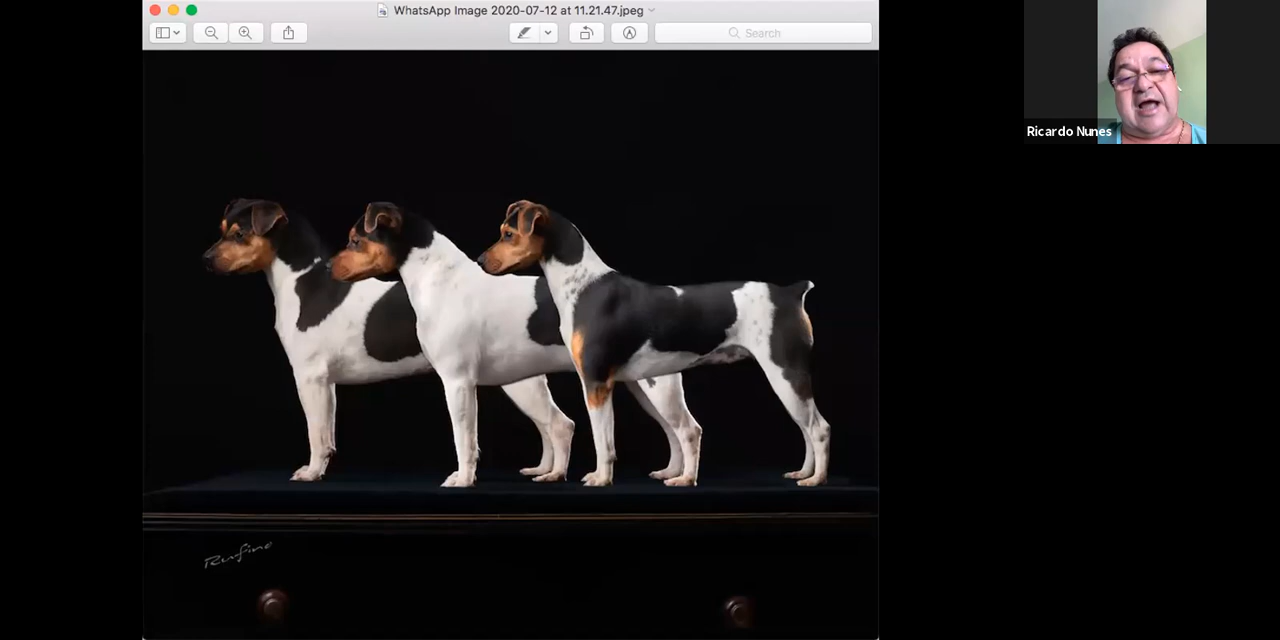 WhatsApp Image 2020-07-12 at 11.21.47.jpeg
Search
Ricardo Nunes
Rufino